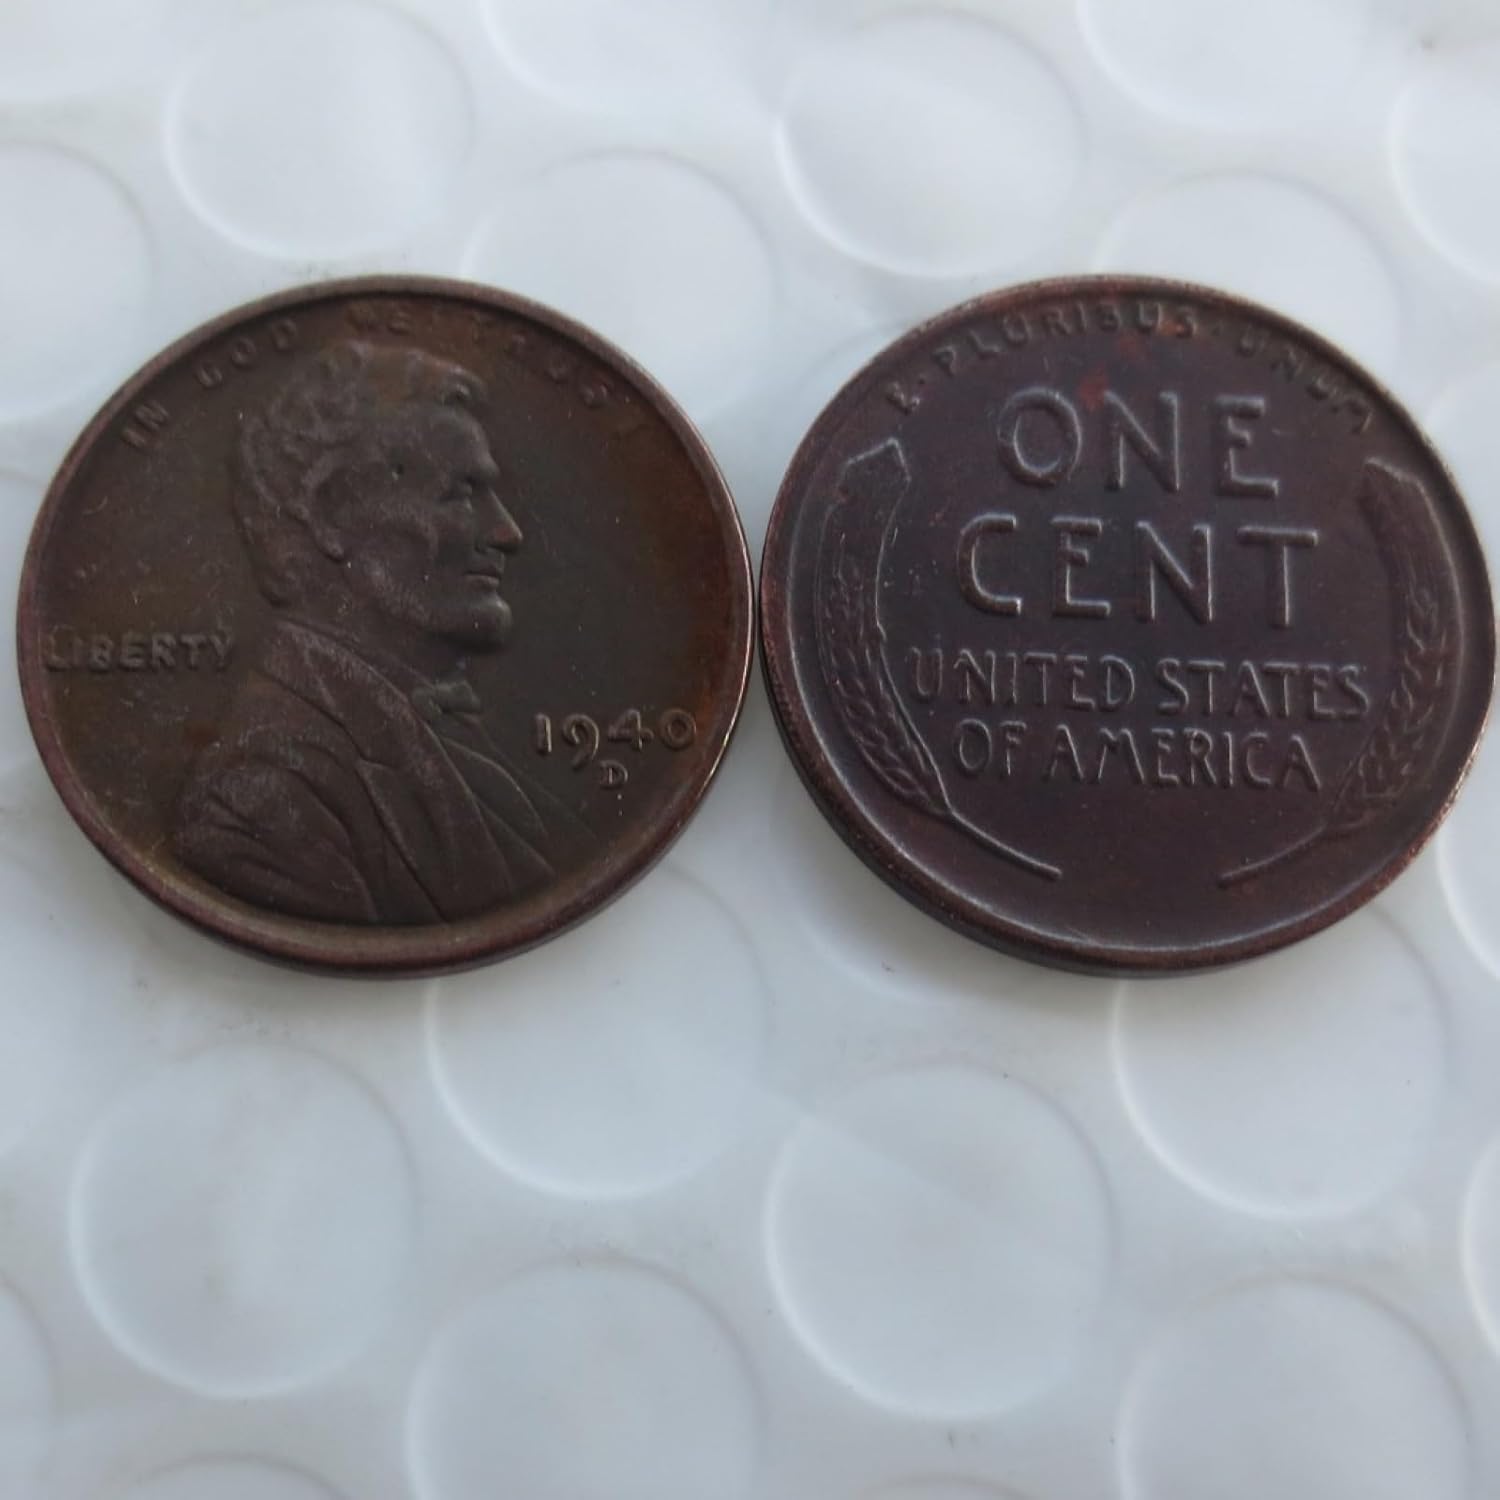 IN GOD WE TRUST
LIBERTY
1940
D
E·PLURIBUS·UNUM
ONE
CENT
UNITED STATES
OF AMERICA